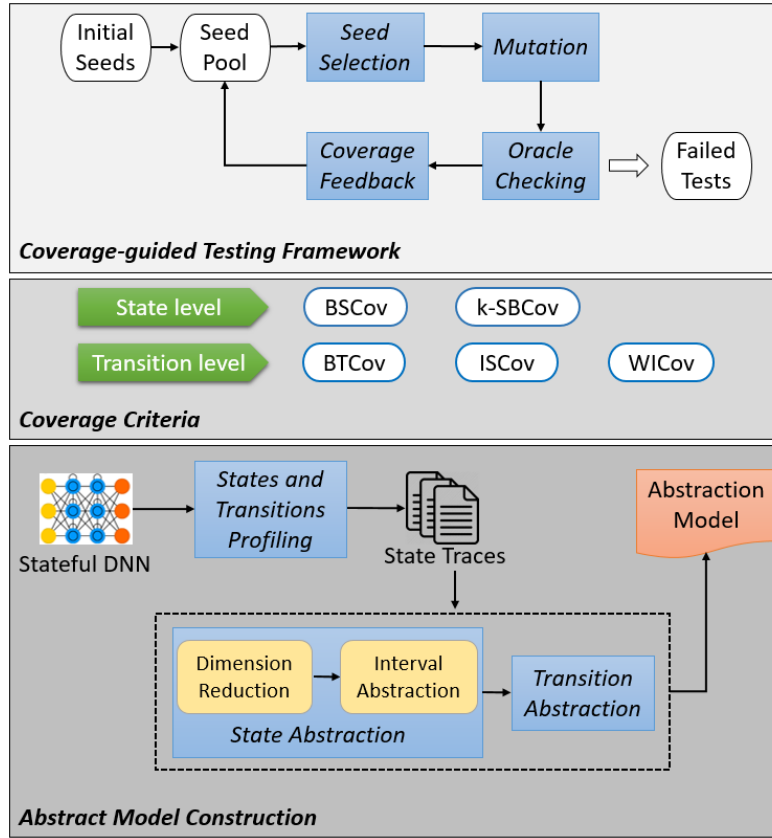 Initial
Seeds
Seed
Pool
Seed
Selection
Mutation
Coverage
Feedback
Oracle
Checking
Failed
Tests
Coverage-guided Testing Framework
State level
BSCov
k-SBCov
Transition level
BTCov
ISCov
WICov
Coverage Criteria
Stateful DNN
States and
Transitions
Profiling
State Traces
Abstraction
Model
Dimension
Reduction
Interval
Abstraction
State Abstraction
Transition
Abstraction
Abstract Model Construction